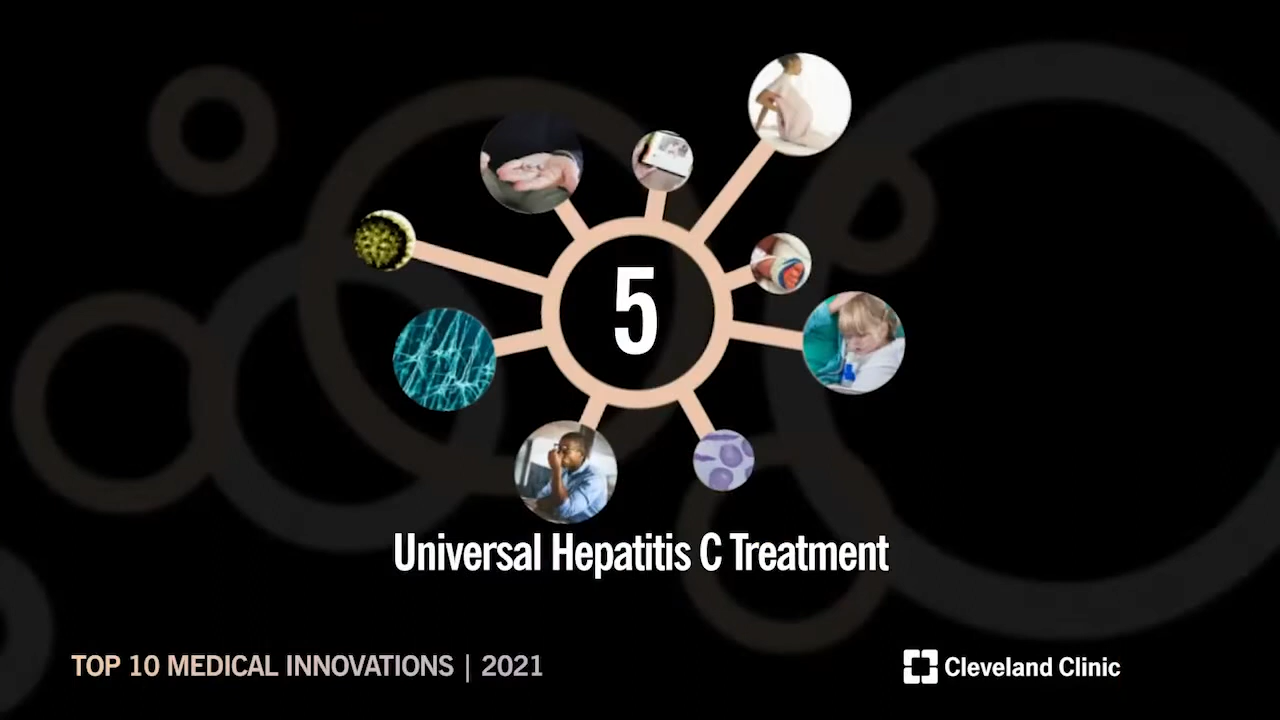 5
Universal Hepatitis C Treatment
TOP 10 MEDICAL INNOVATIONS | 2021
Cleveland Clinic